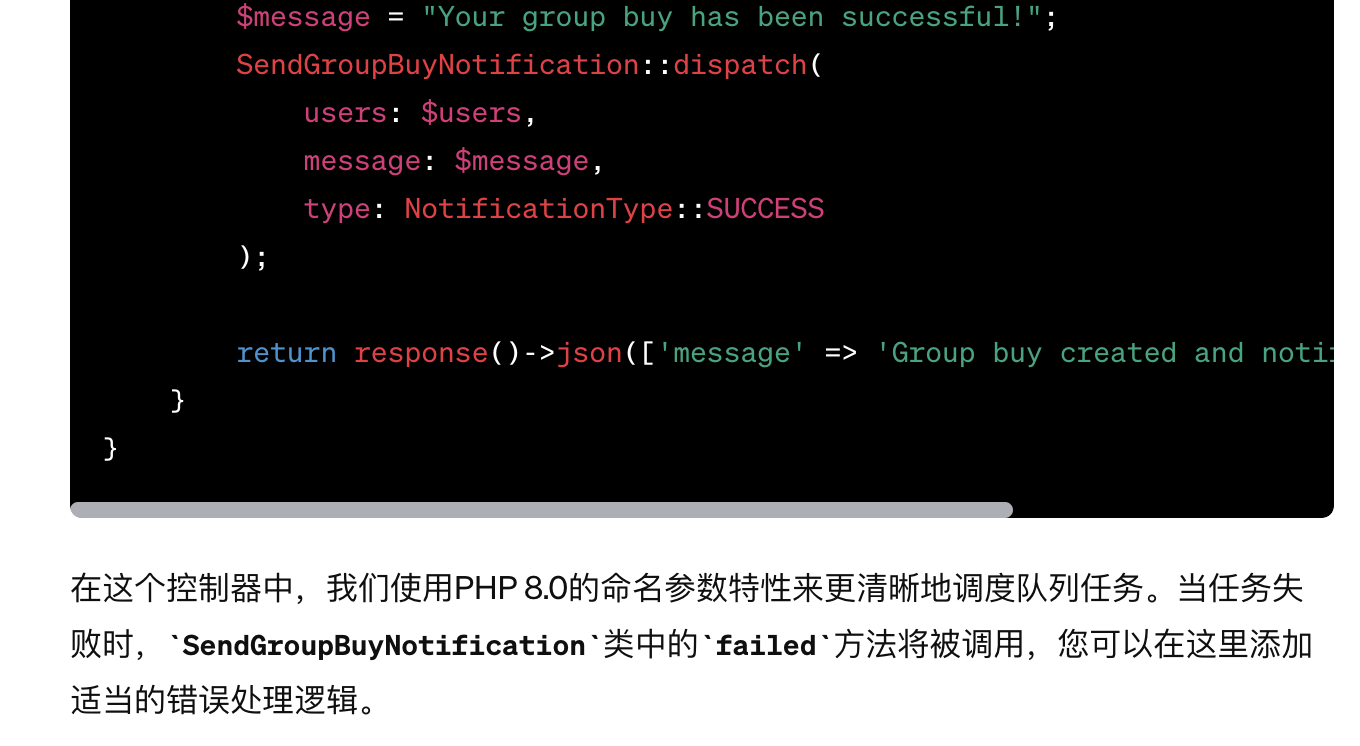 $message = "Your group buy has been successful!";
SendGroupBuyNotification::dispatch(
users: $users,
message: $message,
type: NotificationType::SUCCESS
);
return response()->json(['message' => 'Group buy created and
}
}
在这个控制器中，我们使用PHP 8.0的命名参数特性来更清晰地调度队列任务。当任务失
败时，`SendGroupBuyNotification`类中的`failed`方法将被调用，您可以在这里添加
适当的错误处理逻辑。